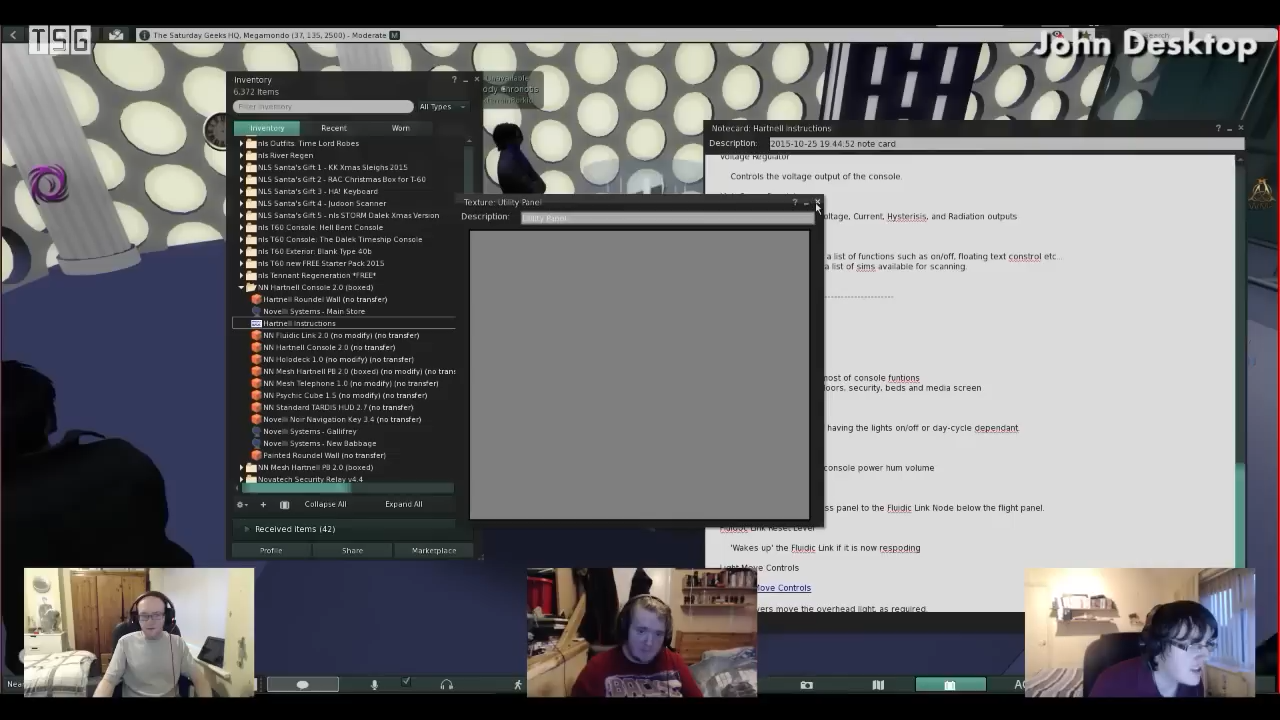 TSG
The Saturday Geeks HQ, Megamondo (37, 135, 2500) - Moderate M
Search
John Desktop
Inventory
6,372 Items
Filter Inventory
All Types
Inventory Recent Worn
nls Outfits: Time Lord Robes
nls River Regen
NLS Santa's Gift 1 - KK Xmas Sleighs 2015
NLS Santa's Gift 2 - RAC Christmas Box for T-60
NLS Santa's Gift 3 - HA! Keyboard
NLS Santa's Gift 4 - Judoon Scanner
NLS Santa's Gift 5 - nls STORM Dalek Xmas Version
nls T60 Console: Hell Bent Console
nls T60 Console: The Dalek Timeship Console
nls T60 Exterior: Blank Type 40b
nls T60 new FREE Starter Pack 2015
nls Tennant Regeneration *FREE*
NN Hartnell Console 2.0 (boxed)
Hartnell Roundel Wall (no transfer)
Novelli Systems - Main Store
Hartnell Instructions
NN Fluidic Link 2.0 (no modify) (no transfer)
NN Hartnell Console 2.0 (no transfer)
NN Holodeck 1.0 (no modify) (no transfer)
NN Mesh Hartnell PB 2.0 (boxed) (no modify) (no tran
NN Mesh Telephone 1.0 (no modify) (no transfer)
NN Psychic Cube 1.5 (no modify) (no transfer)
NN Standard TARDIS HUD 2.7 (no transfer)
Novelli Noir Navigation Key 3.4 (no transfer)
Novelli Systems - Gallifrey
Novelli Systems - New Babbage
Painted Roundel Wall (no transfer)
NN Mesh Hartnell PB 2.0 (boxed)
Novatech Security Relay v4.4
Collapse All Expand All
Received items (42)
Profile Share Marketplace
Texture: Utility Panel
Description: Utility Panel
Notecard: Hartnell Instructions
Description: 2015-10-25 19:44:52 note card
Voltage Regulator
Controls the voltage output of the console.
ltage, Current, Hysterisis, and Radiation outputs
a list of functions such as on/off, floating text constrol etc...
a list of sims available for scanning.
most of console funtions
oors, security, beds and media screen
having the lights on/off or day-cycle dependant
console power hum volume
ss panel to the Fluidic Link Node below the flight panel.
Fluidic Link Reset Lever
'Wakes up' the Fluidic Link if it is now respoding
Light Move Controls
Move Controls
vers move the overhead light, as required.